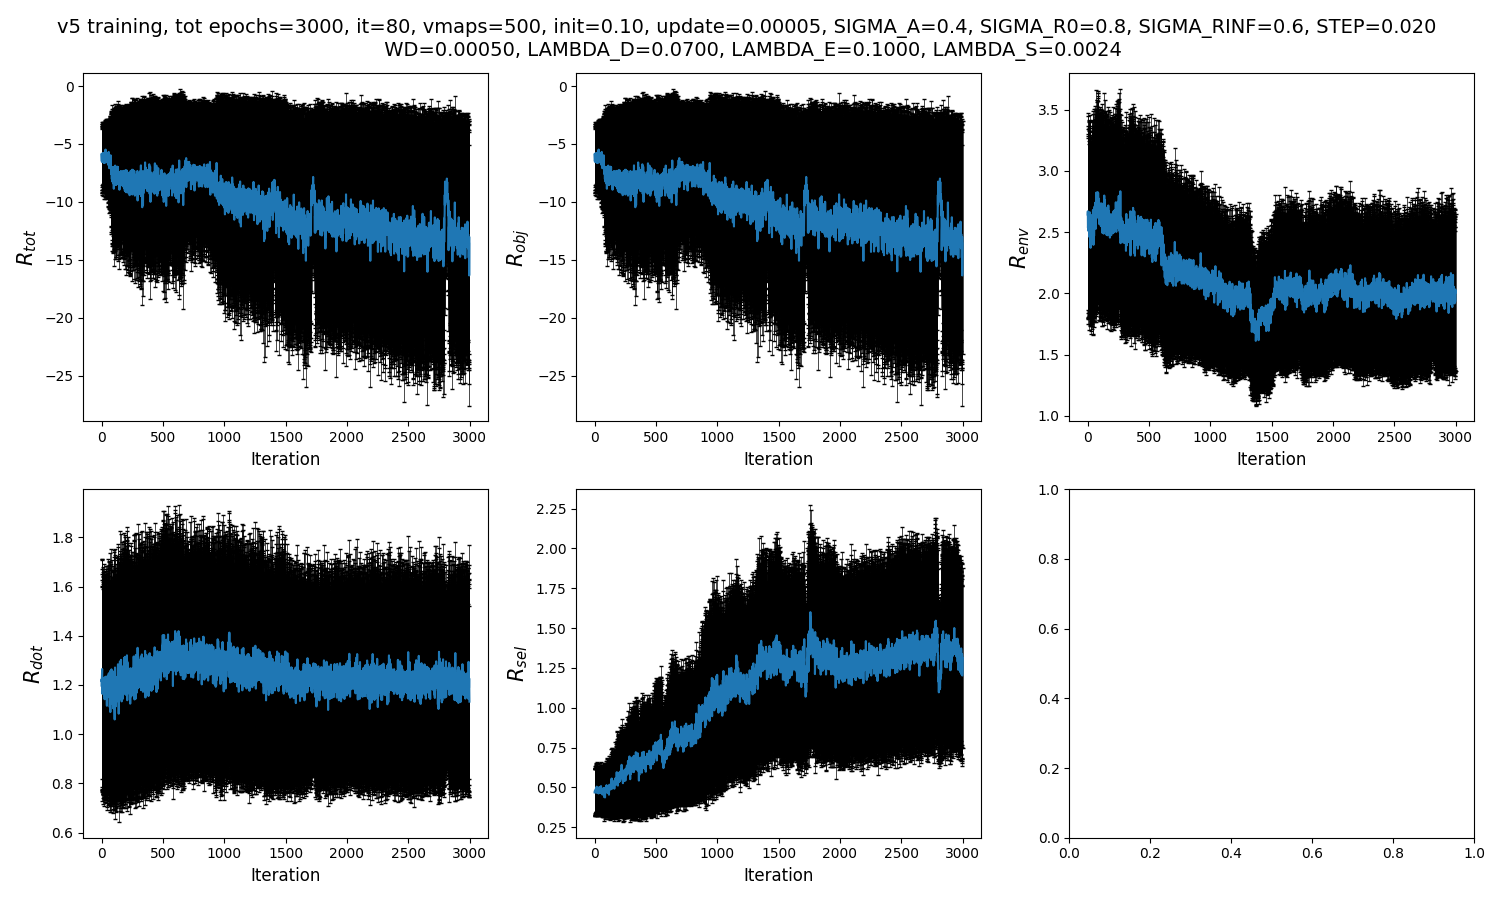 v5 training, tot epochs=3000, it=80, vmaps=500, init=0.10, update=0.00005, SIGMA_A=0.4, SIGMA_R0=0.8, SIGMA_RINF=0.6, STEP=0.020
WD=0.00050, LAMBDA_D=0.0700, LAMBDA_E=0.1000, LAMBDA_S=0.0024
R_tot
0
−5
−10
−15
−20
−25
0 500 1000 1500 2000 2500 3000
Iteration
R_obj
0
−5
−10
−15
−20
−25
0 500 1000 1500 2000 2500 3000
Iteration
R_env
3.5
3.0
2.5
2.0
1.5
1.0
0 500 1000 1500 2000 2500 3000
Iteration
R_dot
1.8
1.6
1.4
1.2
1.0
0.8
0.6
0 500 1000 1500 2000 2500 3000
Iteration
R_sel
2.25
2.00
1.75
1.50
1.25
1.00
0.75
0.50
0.25
0 500 1000 1500 2000 2500 3000
Iteration
1.0
0.8
0.6
0.4
0.2
0.0
0.0 0.2 0.4 0.6 0.8 1.0